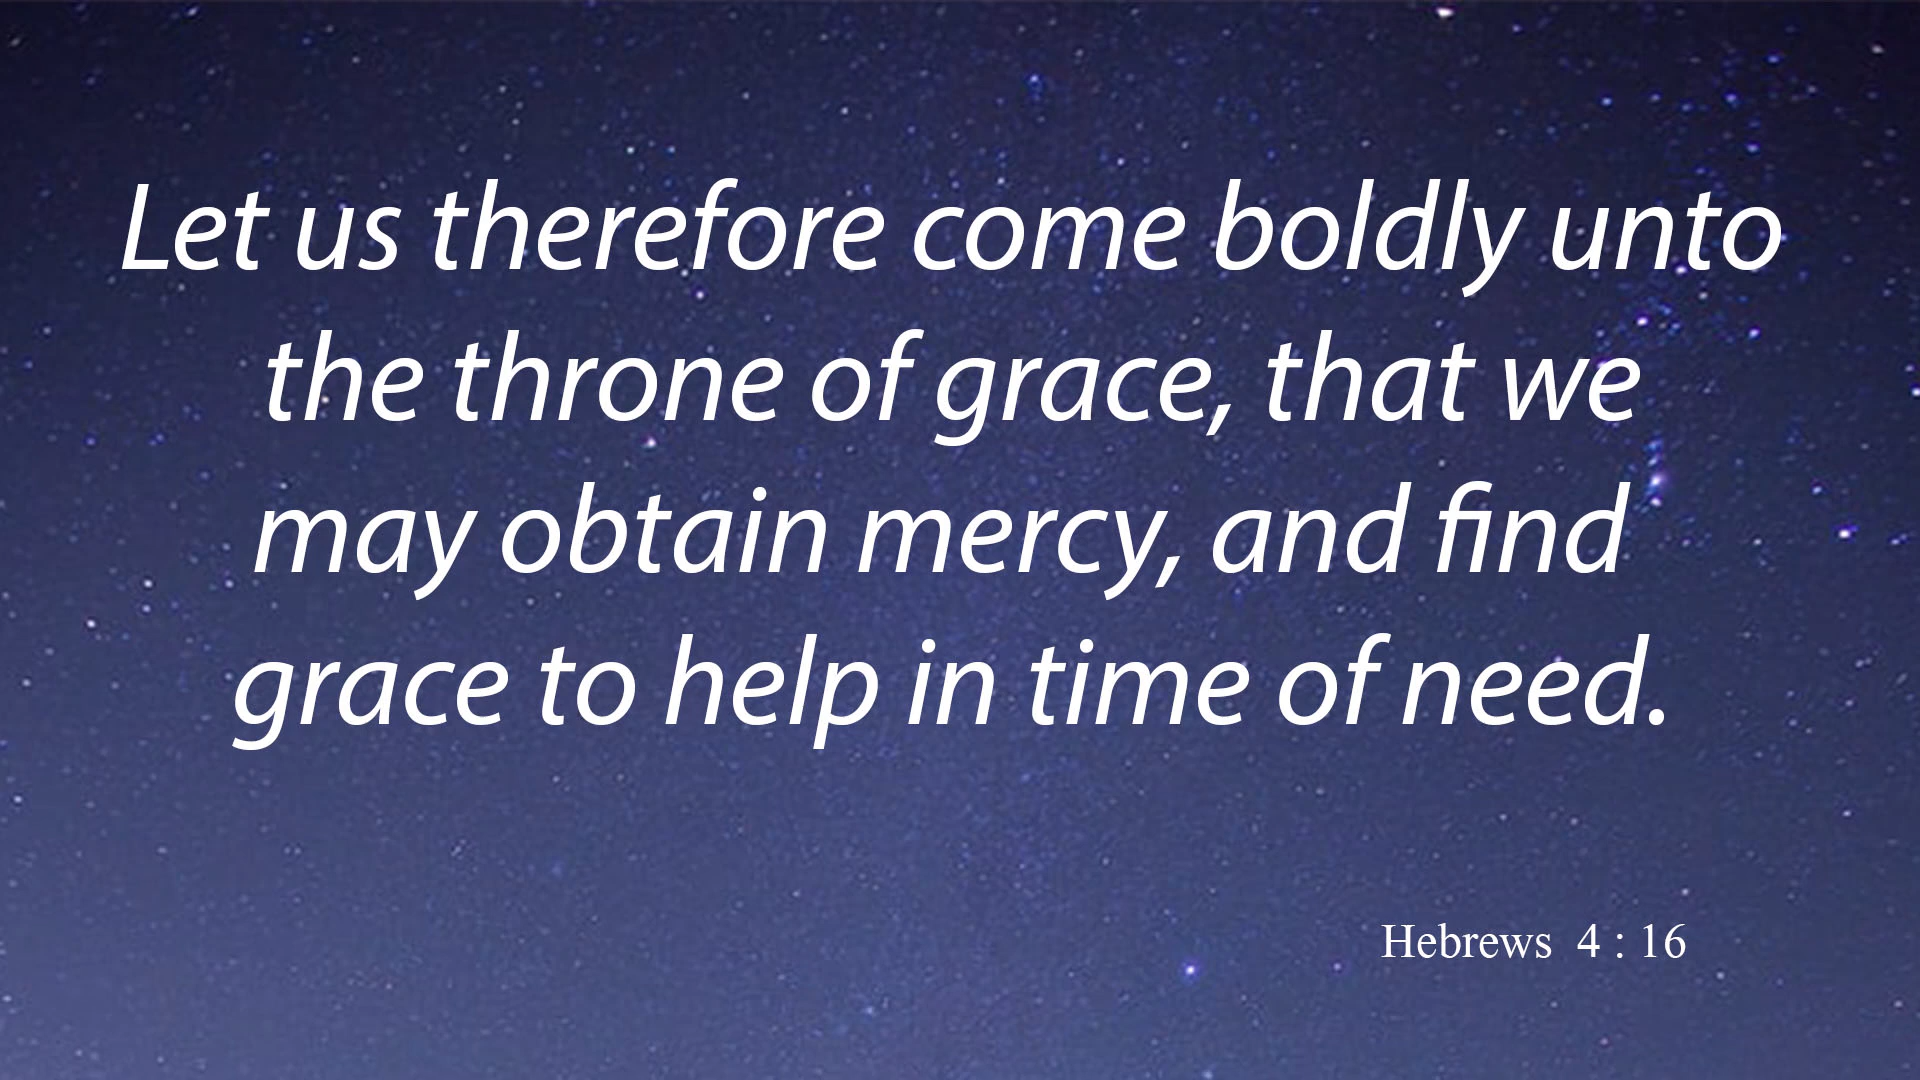 Let us therefore come boldly unto
the throne of grace, that we
may obtain mercy, and find
grace to help in time of need.
Hebrews  4 : 16